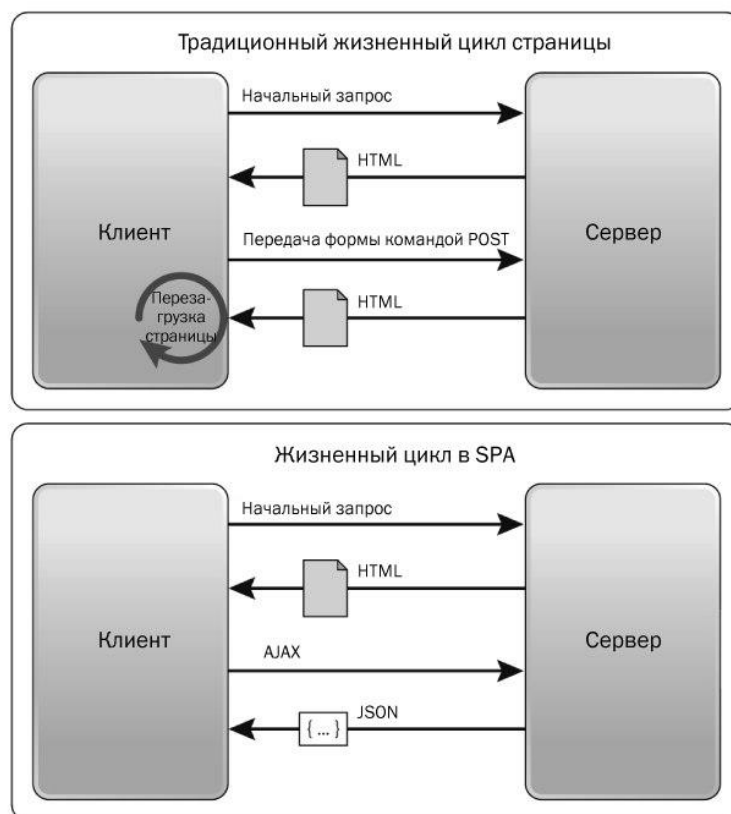 Традиционный жизненный цикл страницы
Начальный запрос
HTML
Клиент
Передача формы командой POST
Сервер
Переза-
грузка
страницы
HTML
Жизненный цикл в SPA
Начальный запрос
HTML
Клиент
AJAX
Сервер
{ ... }
JSON